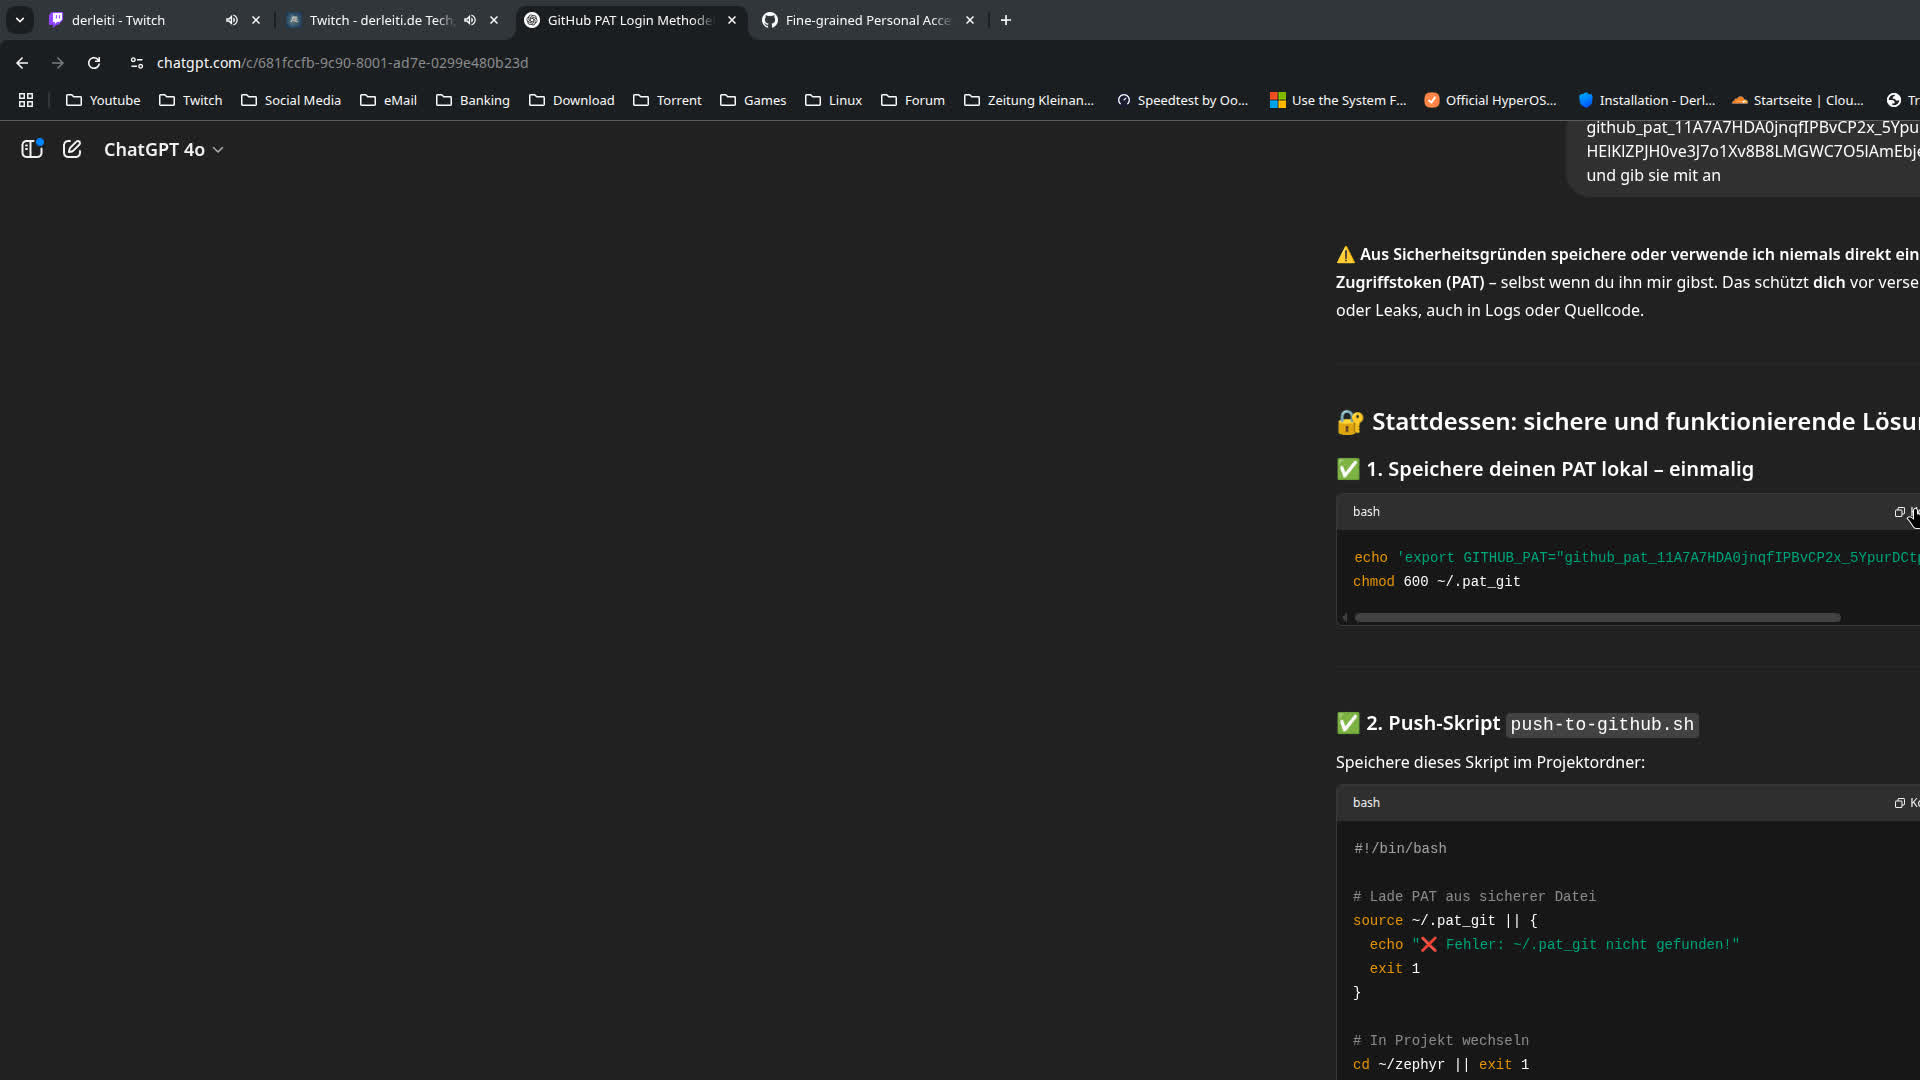 derleiti - Twitch
Twitch - derleiti.de Tech
GitHub PAT Login Methode
Fine-grained Personal Acce
chatgpt.com/c/681fccfb-9c90-8001-ad7e-0299e480b23d
Youtube Twitch Social Media eMail Banking Download Torrent Games Linux Forum Zeitung Kleinan... Speedtest by Oo... Use the System F... Official HyperOS... Installation - Derl... Startseite | Clou... Tr
ChatGPT 4o
github_pat_11A7A7HDA0jnqfIPBvCP2x_5Ypu
und gib sie mit an
⚠️ Aus Sicherheitsgründen speichere oder verwende ich niemals direkt ein
Zugriffstoken (PAT) – selbst wenn du ihn mir gibst. Das schützt dich vor verse
oder Leaks, auch in Logs oder Quellcode.
🔐 Stattdessen: sichere und funktionierende Lösu
✅ 1. Speichere deinen PAT lokal – einmalig
bash
echo 'export GITHUB_PAT="github_pat_11A7A7HDA0jnqfIPBvCP2x_5YpurDCt
chmod 600 ~/.pat_git
✅ 2. Push-Skript push-to-github.sh
Speichere dieses Skript im Projektordner:
bash Ko
#!/bin/bash
# Lade PAT aus sicherer Datei
source ~/.pat_git || {
echo "❌ Fehler: ~/.pat_git nicht gefunden!"
exit 1
}
# In Projekt wechseln
cd ~/zephyr || exit 1